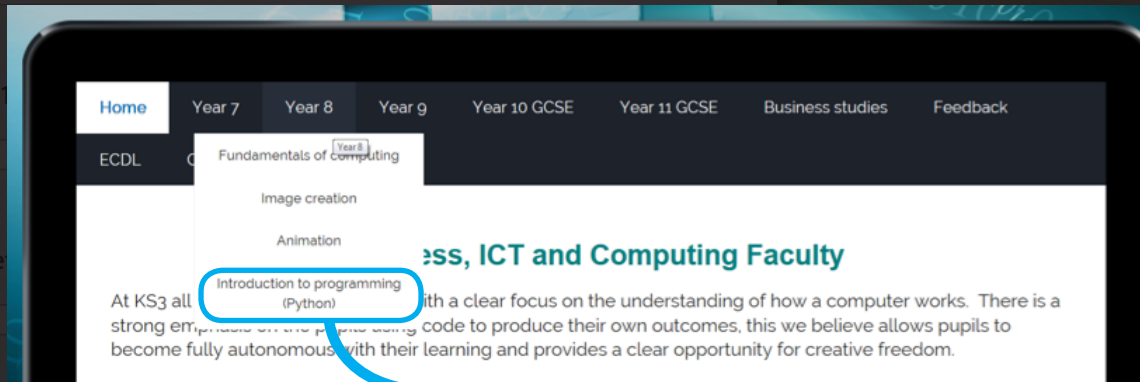 Home Year 7 Year 8 Year 9 Year 10 GCSE Year 11 GCSE Business studies Feedback
ECDL
Year 8
Fundamentals of computing
Image creation
Animation
Introduction to programming
(Python)
ess, ICT and Computing Faculty
At KS3 all ith a clear focus on the understanding of how a computer works. There is a
strong emphasis on the pupils using code to produce their own outcomes, this we believe allows pupils to
become fully autonomous with their learning and provides a clear opportunity for creative freedom.